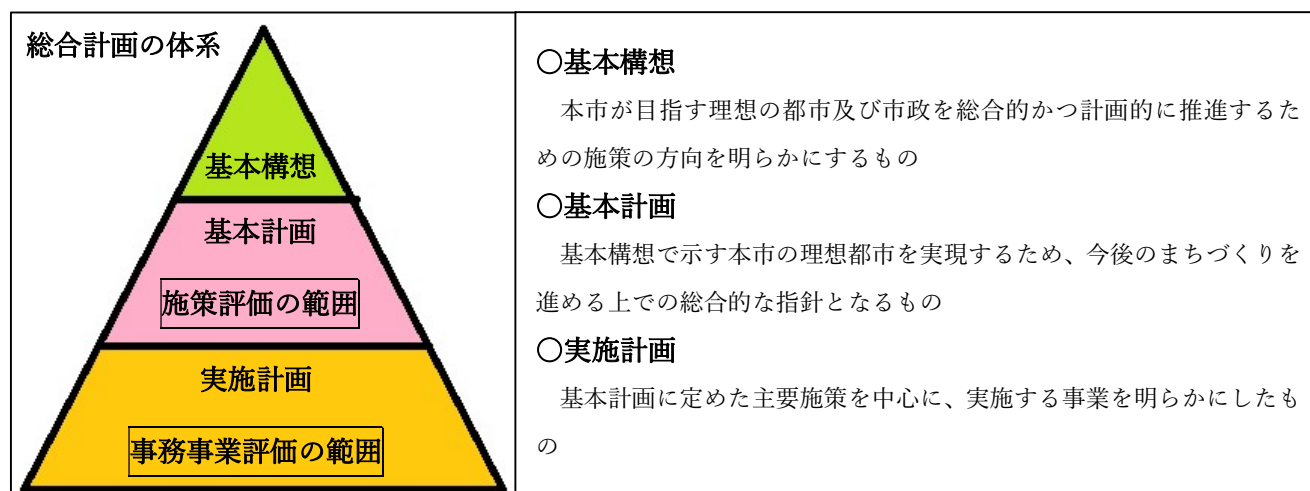 総合計画の体系
基本構想
基本計画
施策評価の範囲
実施計画
事務事業評価の範囲
○基本構想
本市が目指す理想の都市及び市政を総合的かつ計画的に推進するた
めの施策の方向を明らかにするもの
○基本計画
基本構想で示す本市の理想都市を実現するため、今後のまちづくりを
進める上での総合的な指針となるもの
○実施計画
基本計画に定めた主要施策を中心に、実施する事業を明らかにしたも
の